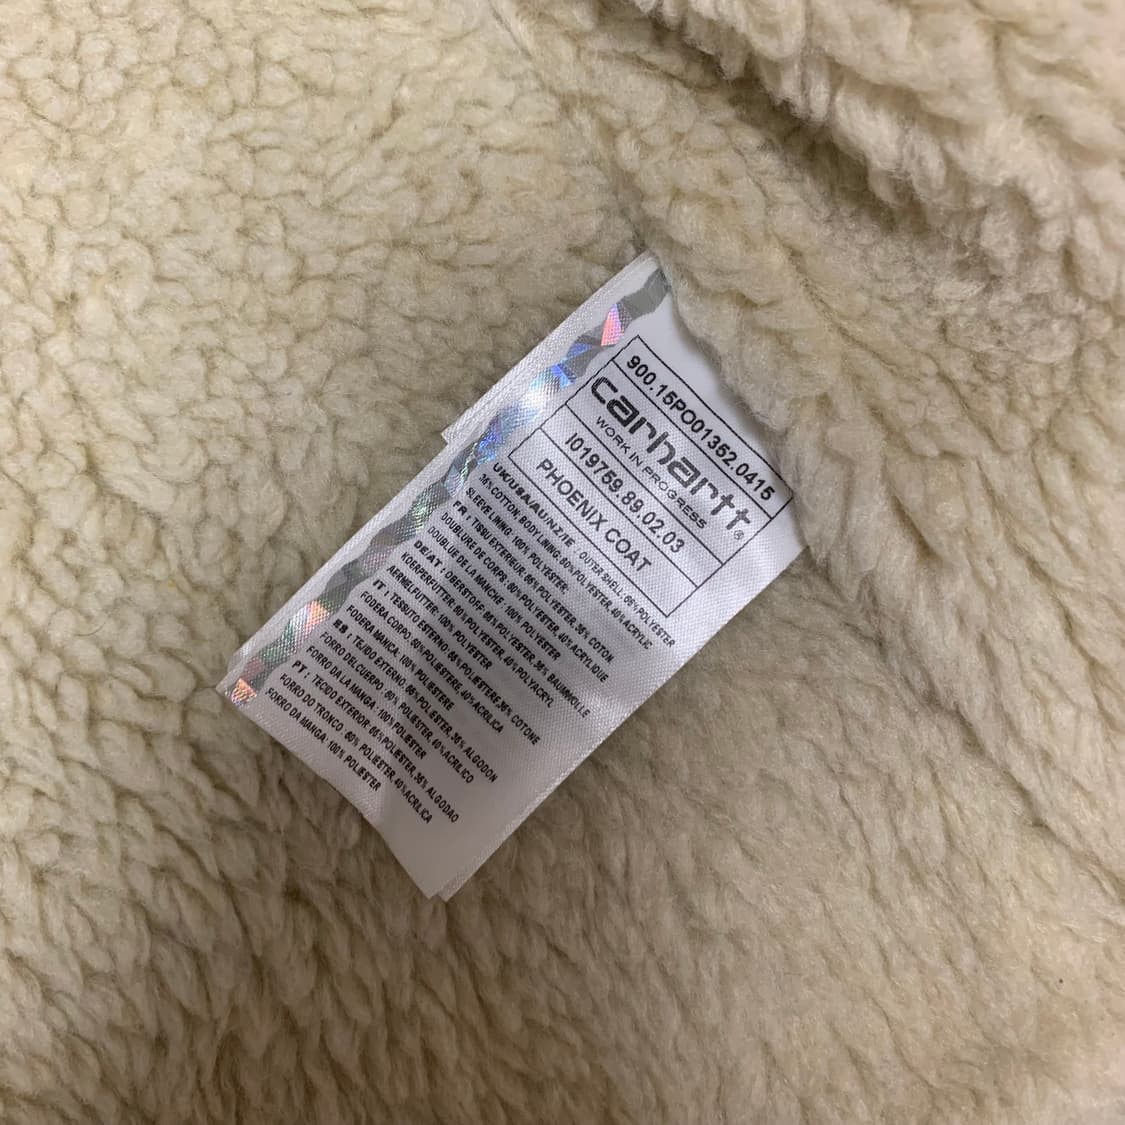 900.15PO01352.0415
carhartt®
WORK IN PROGRESS
I019759.89.02.03
PHOENIX COAT
UK/USA/AU/NZ/IE : OUTER SHELL: 65% POLYESTER
35% COTTON; BODY LINING: 60% POLYESTER, 40% ACRYLIC
SLEEVE LINING: 100% POLYESTER;
FR : TISSU EXTERIEUR: 65% POLYESTER, 35% COTON
DOUBLURE DE CORPS: 60% POLYESTER, 40% ACRYLIQUE
DOUBLUE DE LA MANCHE: 100% POLYESTER
DE/AT : OBERSTOFF: 65% POLYESTER, 35% BAUMWOLLE
KOERPERFUTTER: 60% POLYESTER, 40% POLYACRYL
AERMELFUTTER: 100% POLYESTER
IT : TESSUTO ESTERNO: 65% POLIESTERE, 35% COTONE
FODERA CORPO: 60% POLIESTERE, 40% ACRILICA
FODERA MANICA: 100% POLIESTERE
ES : TEJIDO EXTERNO: 65% POLIESTER, 35% ALGODON
FORRO DEL CUERPO: 60% POLIESTER, 40% ACRILICO
FORRO DA LA MANGA: 100% POLIESTER
PT : TECIDO EXTERIOR: 65% POLIESTER, 35% ALGODAO
FORRO DO TRONCO: 60% POLIESTER, 40% ACRILICA
FORRO DA MANGA: 100% POLIESTER